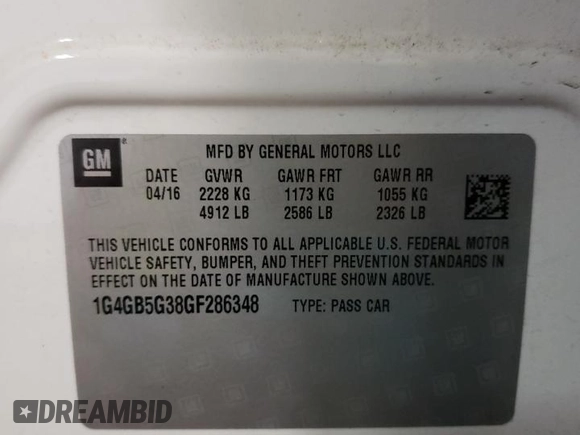 GM
MFD BY GENERAL MOTORS LLC
DATE GVWR GAWR FRT GAWR RR
04/16 2228 KG 1173 KG 1055 KG
4912 LB 2586 LB 2326 LB
THIS VEHICLE CONFORMS TO ALL APPLICABLE U.S. FEDERAL MOTOR
VEHICLE SAFETY, BUMPER, AND THEFT PREVENTION STANDARDS IN
EFFECT ON THE DATE OF MANUFACTURE SHOWN ABOVE.
1G4GB5G38GF286348 TYPE: PASS CAR
DREAMBID